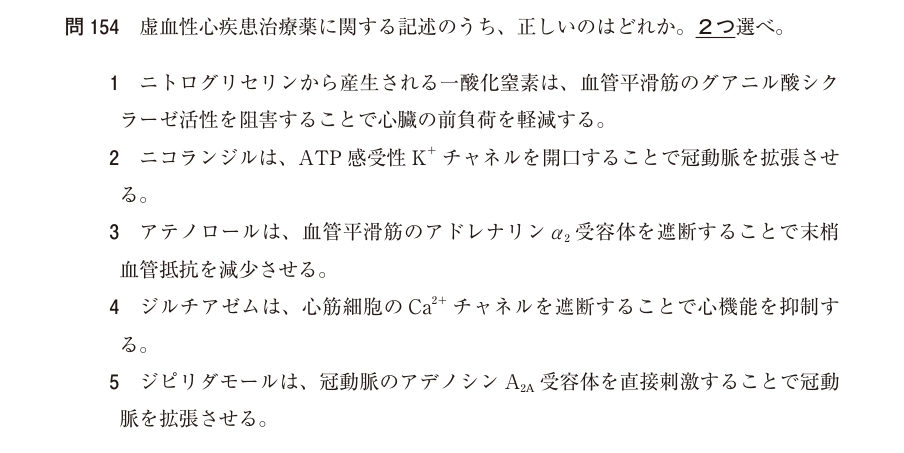 問 154　虚血性心疾患治療薬に関する記述のうち、正しいのはどれか。２つ選べ。
1　ニトログリセリンから産生される一酸化窒素は、血管平滑筋のグアニル酸シク
ラーゼ活性を阻害することで心臓の前負荷を軽減する。
2　ニコランジルは、ATP 感受性 K⁺ チャネルを開口することで冠動脈を拡張させ
る。
3　アテノロールは、血管平滑筋のアドレナリン α₂ 受容体を遮断することで末梢
血管抵抗を減少させる。
4　ジルチアゼムは、心筋細胞の Ca²⁺ チャネルを遮断することで心機能を抑制す
る。
5　ジピリダモールは、冠動脈のアデノシン A₂A 受容体を直接刺激することで冠動
脈を拡張させる。